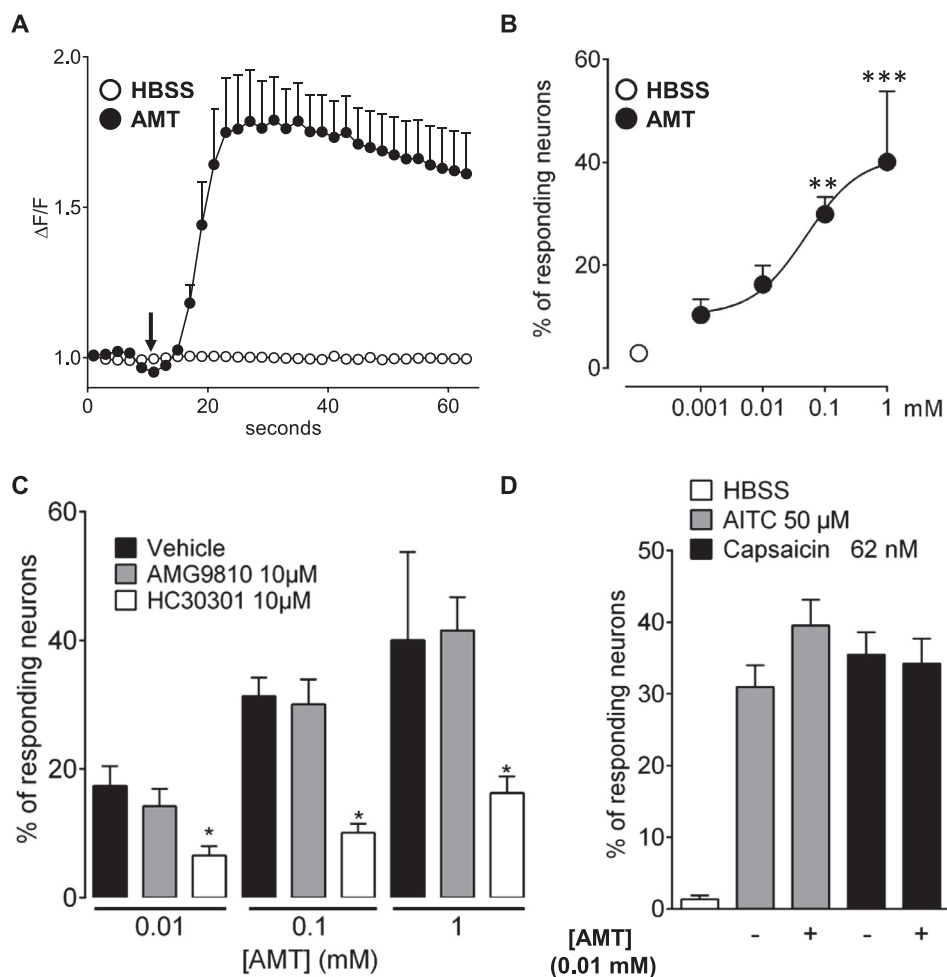 A
2.0
HBSS
AMT
1.5
ΔF/F
1.0
0 20 40 60
seconds
B
60
HBSS
AMT
***
**
40
20
0
% of responding neurons
0.001 0.01 0.1 1 mM
C
60
Vehicle
AMG9810 10µM
HC30301 10µM
40
20
0
% of responding neurons
* * *
0.01 0.1 1
[AMT] (mM)
D
HBSS
AITC 50 µM
Capsaicin 62 nM
50
40
30
20
10
0
% of responding neurons
[AMT] - + - +
(0.01 mM)